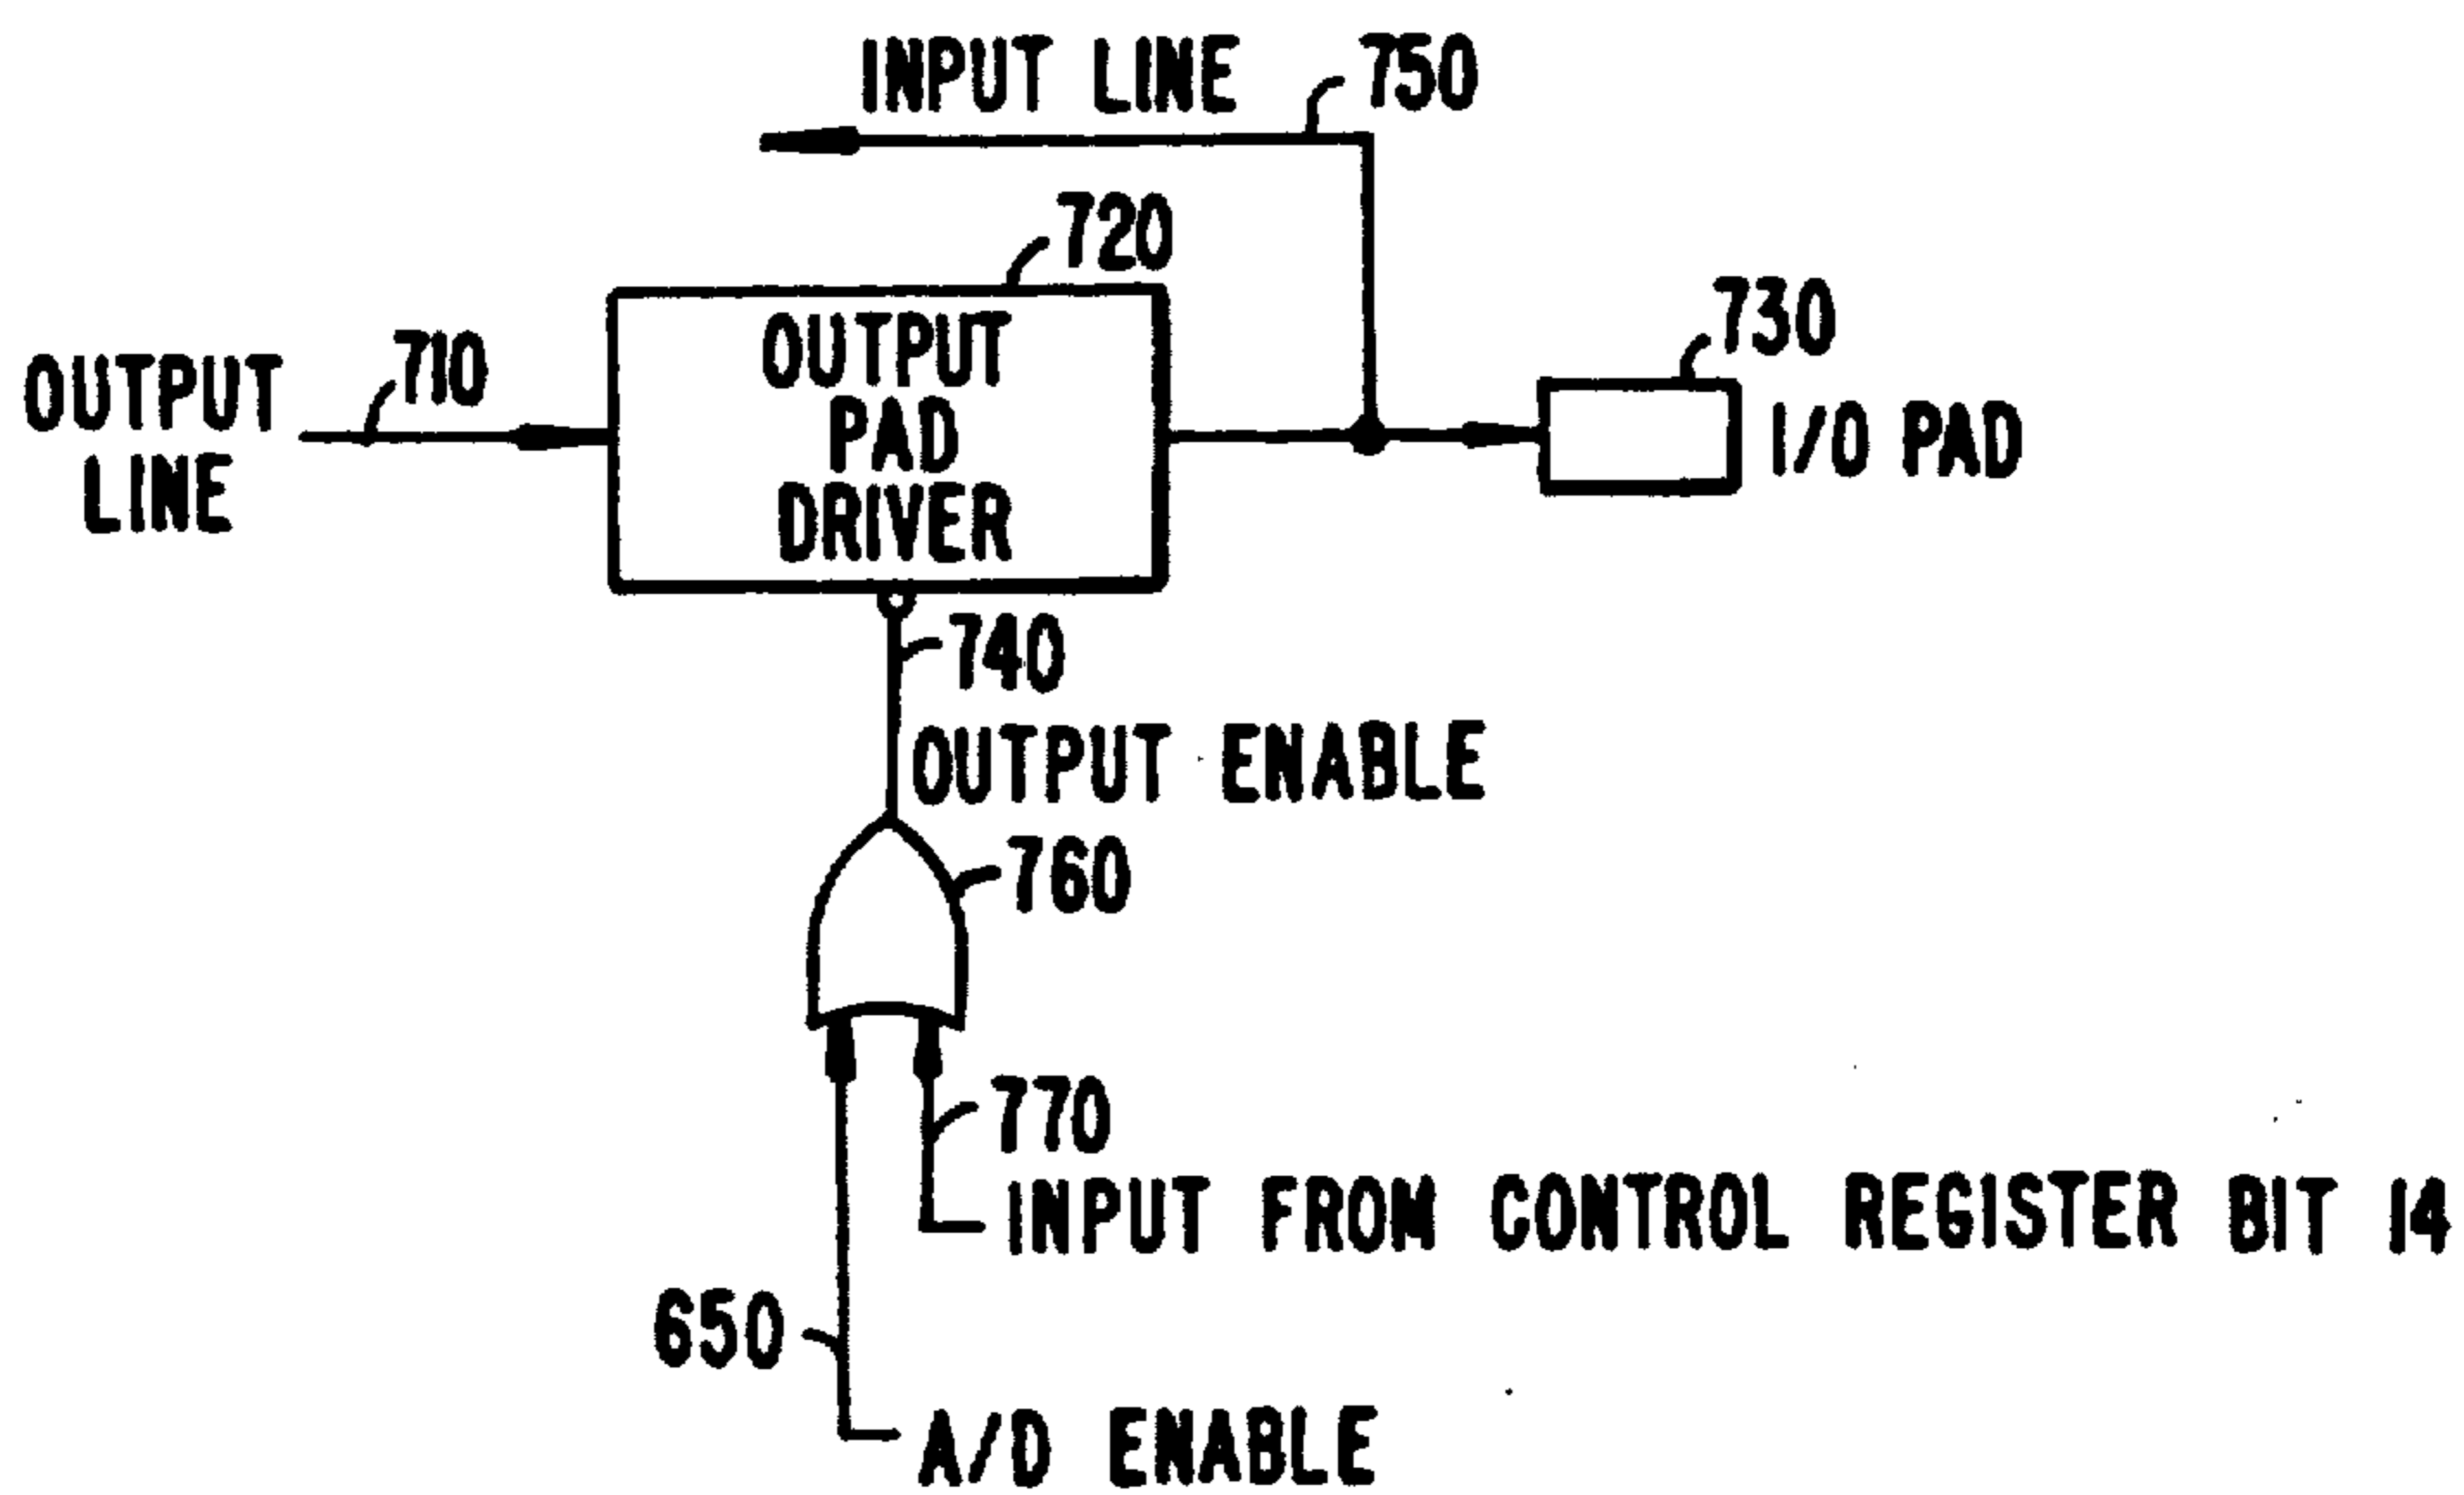 INPUT LINE
750
720
730
710
OUTPUT
LINE
OUTPUT
PAD
DRIVER
I/O PAD
740
OUTPUT ENABLE
760
770
INPUT FROM CONTROL REGISTER BIT 14
650
A/D ENABLE